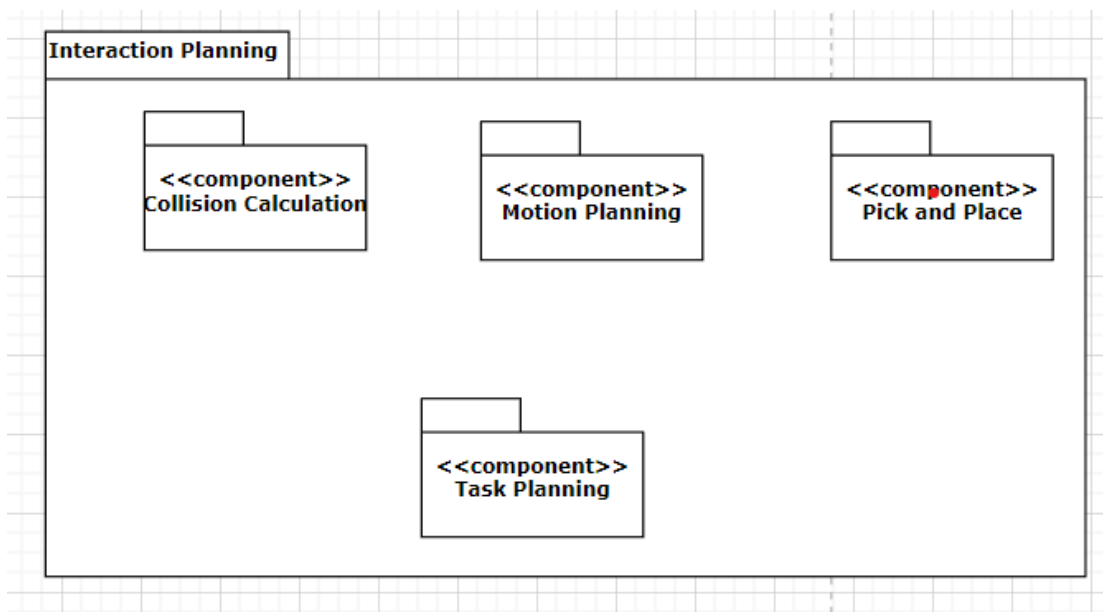 Interaction Planning
<<component>>
Collision Calculation
<<component>>
Motion Planning
<<component>>
Pick and Place
<<component>>
Task Planning